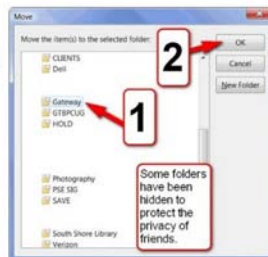 Move
Move the item(s) to the selected folder:
CLIENTS
Dell
Gateway
GTBPCUG
HOLD
Photography
PSE SIG
SAVE
South Shore Library
Verizon
2
OK
Cancel
New Folder
1
Some folders
have been
hidden to
protect the
privacy of
friends.